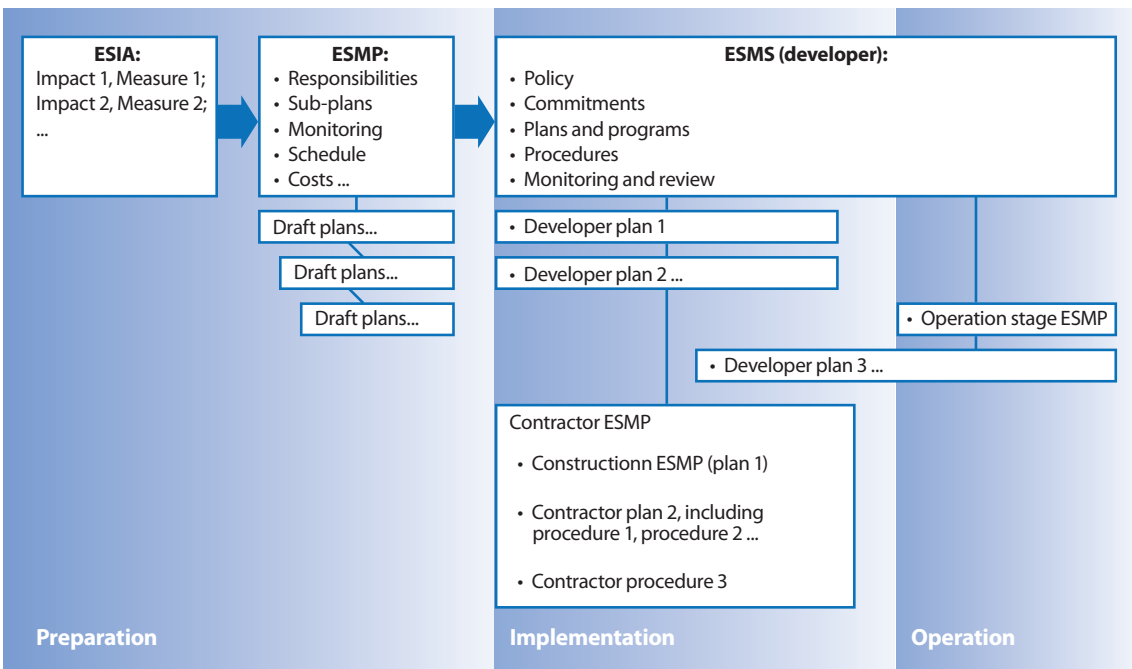 ESIA:
Impact 1, Measure 1;
Impact 2, Measure 2;
...
ESMP:
• Responsibilities
• Sub-plans
• Monitoring
• Schedule
• Costs ...
ESMS (developer):
• Policy
• Commitments
• Plans and programs
• Procedures
• Monitoring and review
Draft plans...
Draft plans...
Draft plans...
• Developer plan 1
• Developer plan 2 ...
• Operation stage ESMP
• Developer plan 3 ...
Contractor ESMP
• Constructionn ESMP (plan 1)
• Contractor plan 2, including
procedure 1, procedure 2 ...
• Contractor procedure 3
Preparation
Implementation
Operation